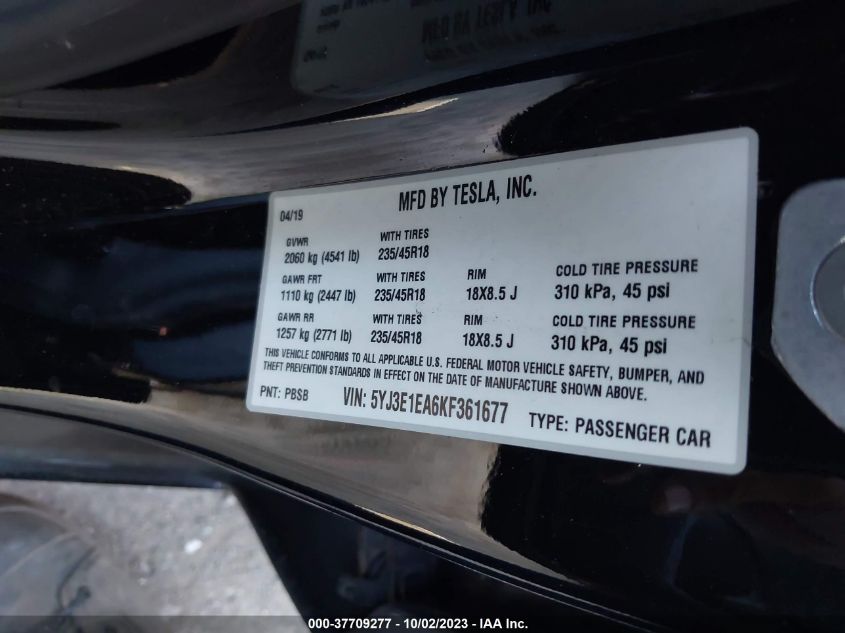 MFD BY TESLA, INC.
04/19
GVWR WITH TIRES
2060 kg (4541 lb) 235/45R18
GAWR FRT WITH TIRES RIM COLD TIRE PRESSURE
1110 kg (2447 lb) 235/45R18 18X8.5 J 310 kPa, 45 psi
GAWR RR WITH TIRES RIM COLD TIRE PRESSURE
1257 kg (2771 lb) 235/45R18 18X8.5 J 310 kPa, 45 psi
THIS VEHICLE CONFORMS TO ALL APPLICABLE U.S. FEDERAL MOTOR VEHICLE SAFETY, BUMPER, AND
THEFT PREVENTION STANDARDS IN EFFECT ON THE DATE OF MANUFACTURE SHOWN ABOVE.
PNT: PBSB VIN: 5YJ3E1EA6KF361677 TYPE: PASSENGER CAR
000-37709277 - 10/02/2023 - IAA Inc.